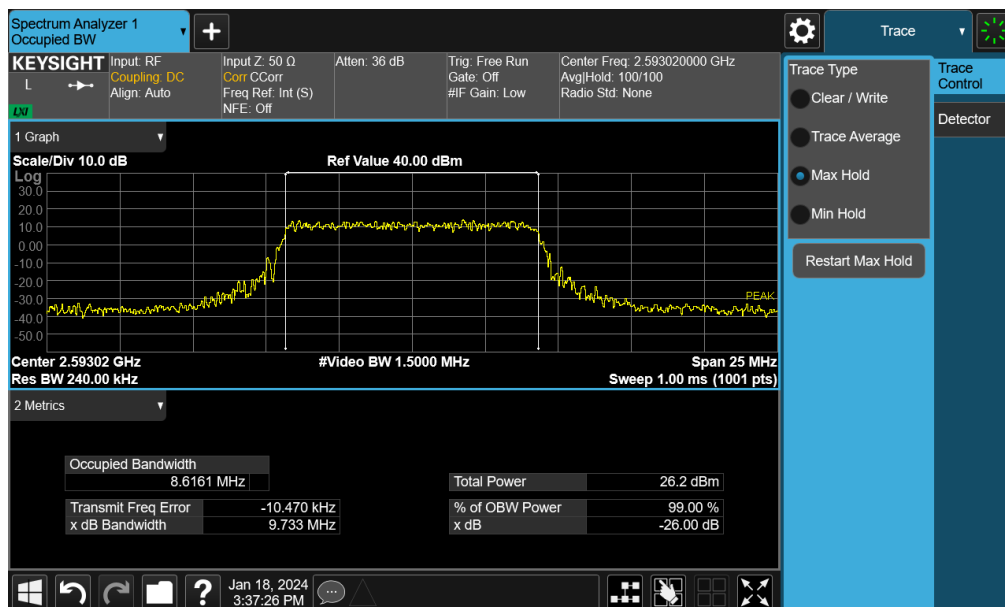 Spectrum Analyzer 1
Occupied BW
Trace
KEYSIGHT
L
LXI
Input: RF
Coupling: DC
Align: Auto
Input Z: 50 Ω
Corr CCorr
Freq Ref: Int (S)
NFE: Off
Atten: 36 dB
Trig: Free Run
Gate: Off
#IF Gain: Low
Center Freq: 2.593020000 GHz
Avg|Hold: 100/100
Radio Std: None
Trace Type
Clear / Write
Trace Average
Max Hold
Min Hold
Restart Max Hold
Trace
Control
Detector
1 Graph
Scale/Div 10.0 dB
Ref Value 40.00 dBm
Log
30.0
20.0
10.0
0.00
-10.0
-20.0
-30.0
-40.0
-50.0
PEAK
Center 2.59302 GHz
#Video BW 1.5000 MHz
Span 25 MHz
Res BW 240.00 kHz
Sweep 1.00 ms (1001 pts)
2 Metrics
Occupied Bandwidth
8.6161 MHz
Total Power 26.2 dBm
Transmit Freq Error -10.470 kHz
% of OBW Power 99.00 %
x dB Bandwidth 9.733 MHz
x dB -26.00 dB
?
Jan 18, 2024
3:37:26 PM